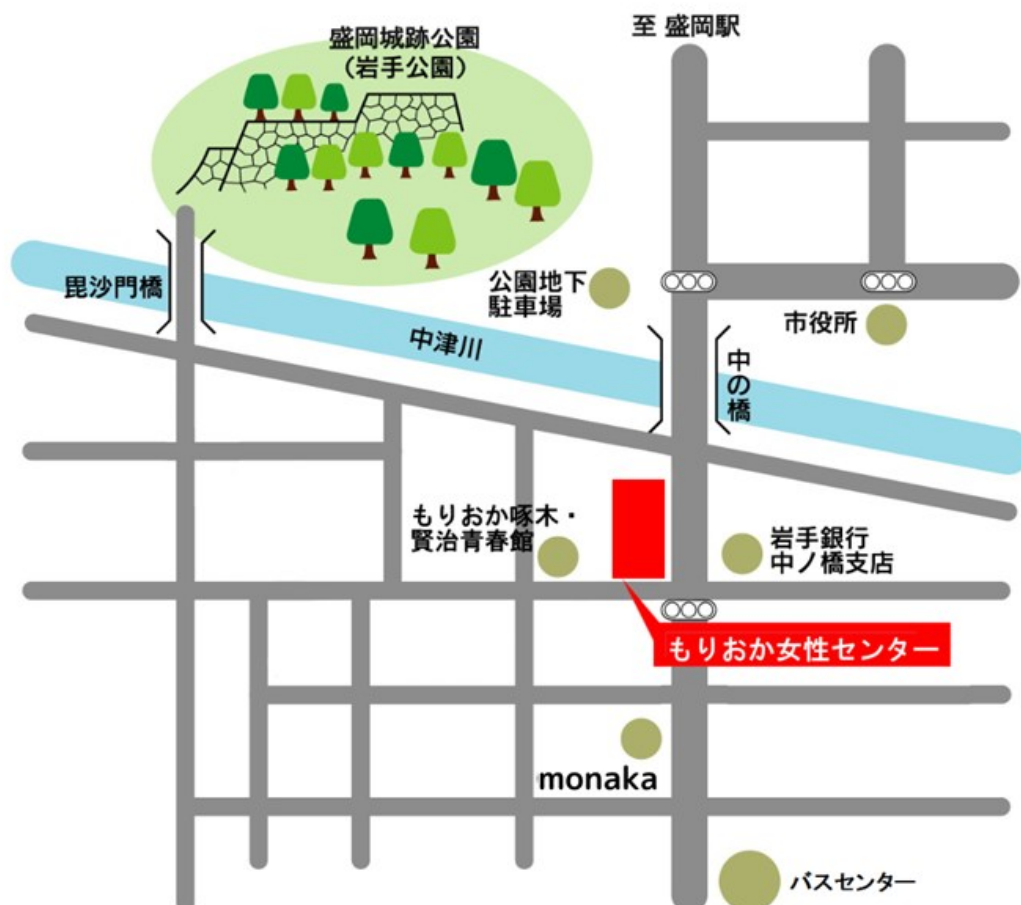 至 盛岡駅
盛岡城跡公園
（岩手公園）
毘沙門橋
公園地下
駐車場
市役所
中津川
中の橋
もりおか啄木・
賢治青春館
岩手銀行
中ノ橋支店
もりおか女性センター
monaka
バスセンター